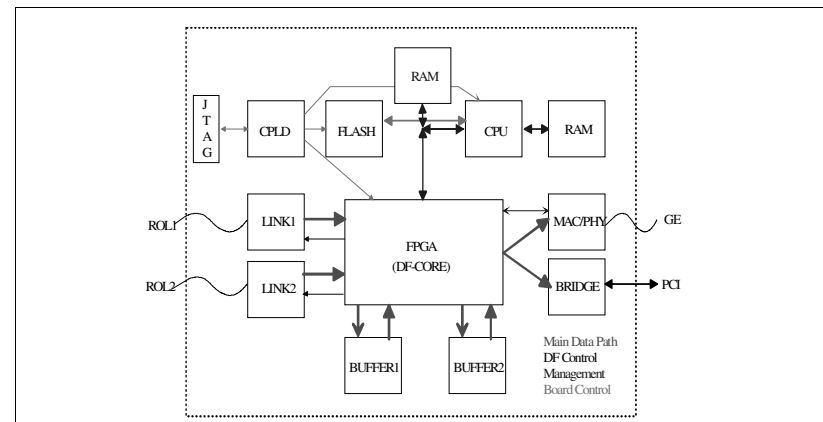 RAM
J
T
A
G
CPLD
FLASH
CPU
RAM
ROL1
LINK1
FPGA
(DF-CORE)
MAC/PHY
GE
ROL2
LINK2
BRIDGE
PCI
BUFFER1
BUFFER2
Main Data Path
DF Control
Management
Board Control